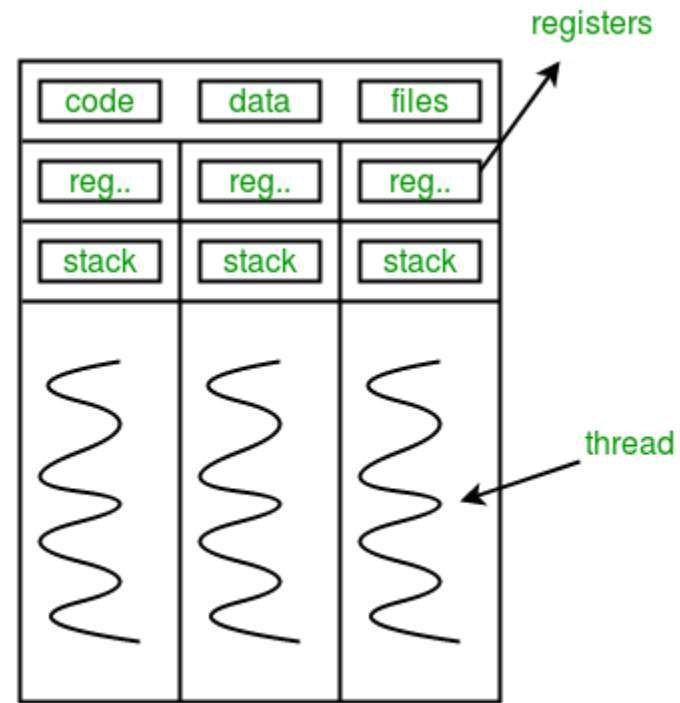 registers
code data files
reg.. reg.. reg..
stack stack stack
thread